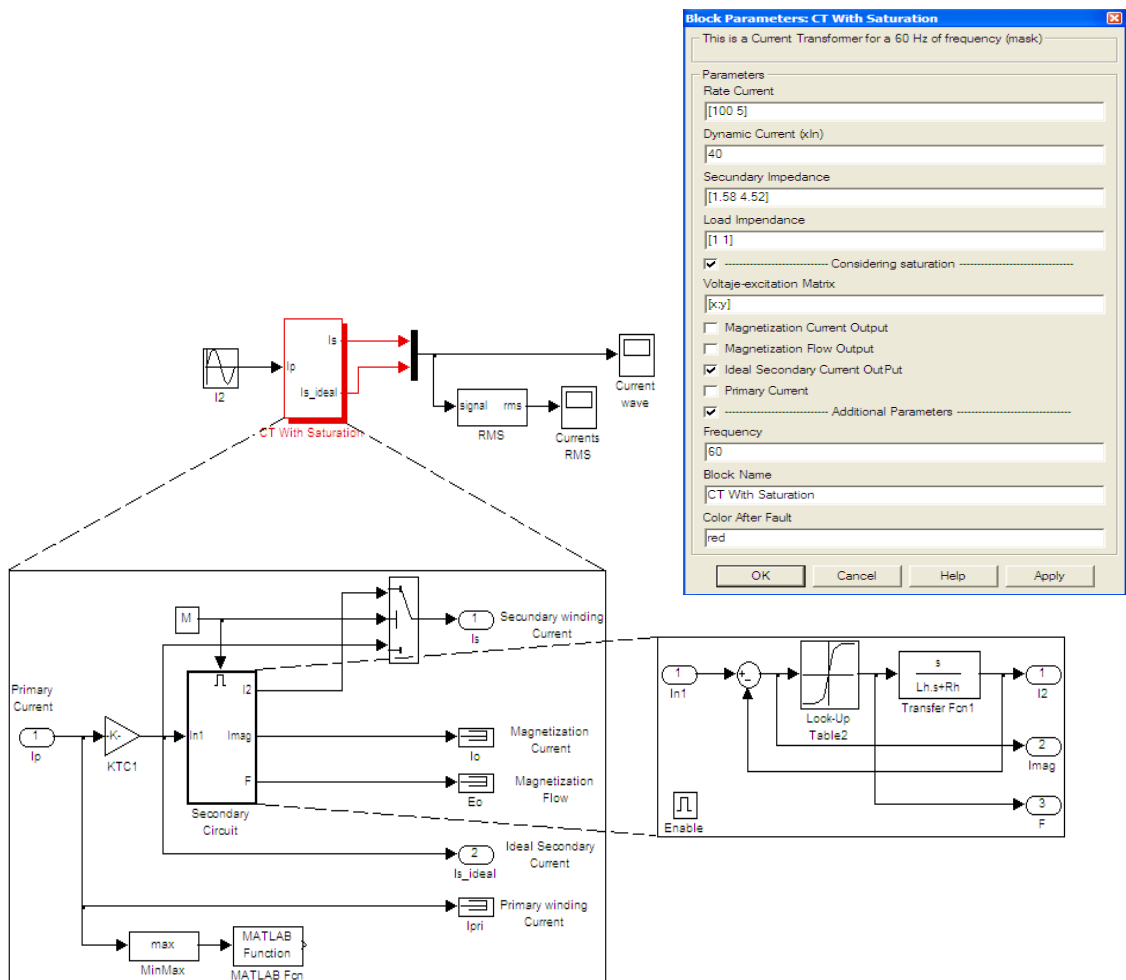 Block Parameters: CT With Saturation
This is a Current Transformer for a 60 Hz of frequency (mask)
Parameters
Rate Current
[100 5]
Dynamic Current (xIn)
40
Secundary Impedance
[1.58 4.52]
Load Impendance
[1 1]
---------------------------- Considering saturation -------------------------------
Voltaje-excitation Matrix
[x;y]
Magnetization Current Output
Magnetization Flow Output
Ideal Secondary Current OutPut
Primary Current
---------------------------- Additional Parameters -------------------------------
Frequency
60
Block Name
CT With Saturation
Color After Fault
red
OK
Cancel
Help
Apply
I2
Ip
Is
Is_ideal
CT With Saturation
signal
rms
RMS
Current
wave
Currents
RMS
Primary
Current
1
Ip
-K-
KTC1
M
In1
I2
Imag
F
Secondary
Circuit
1
Is
Secundary winding
Current
Io
Magnetization
Current
Eo
Magnetization
Flow
2
Is_ideal
Ideal Secondary
Current
Ipri
Primary winding
Current
max
MinMax
MATLAB
Function
MATLAB Fcn
1
In1
+
-
Look-Up
Table2
s
Lh.s+Rh
Transfer Fcn1
1
I2
2
Imag
3
F
Enable